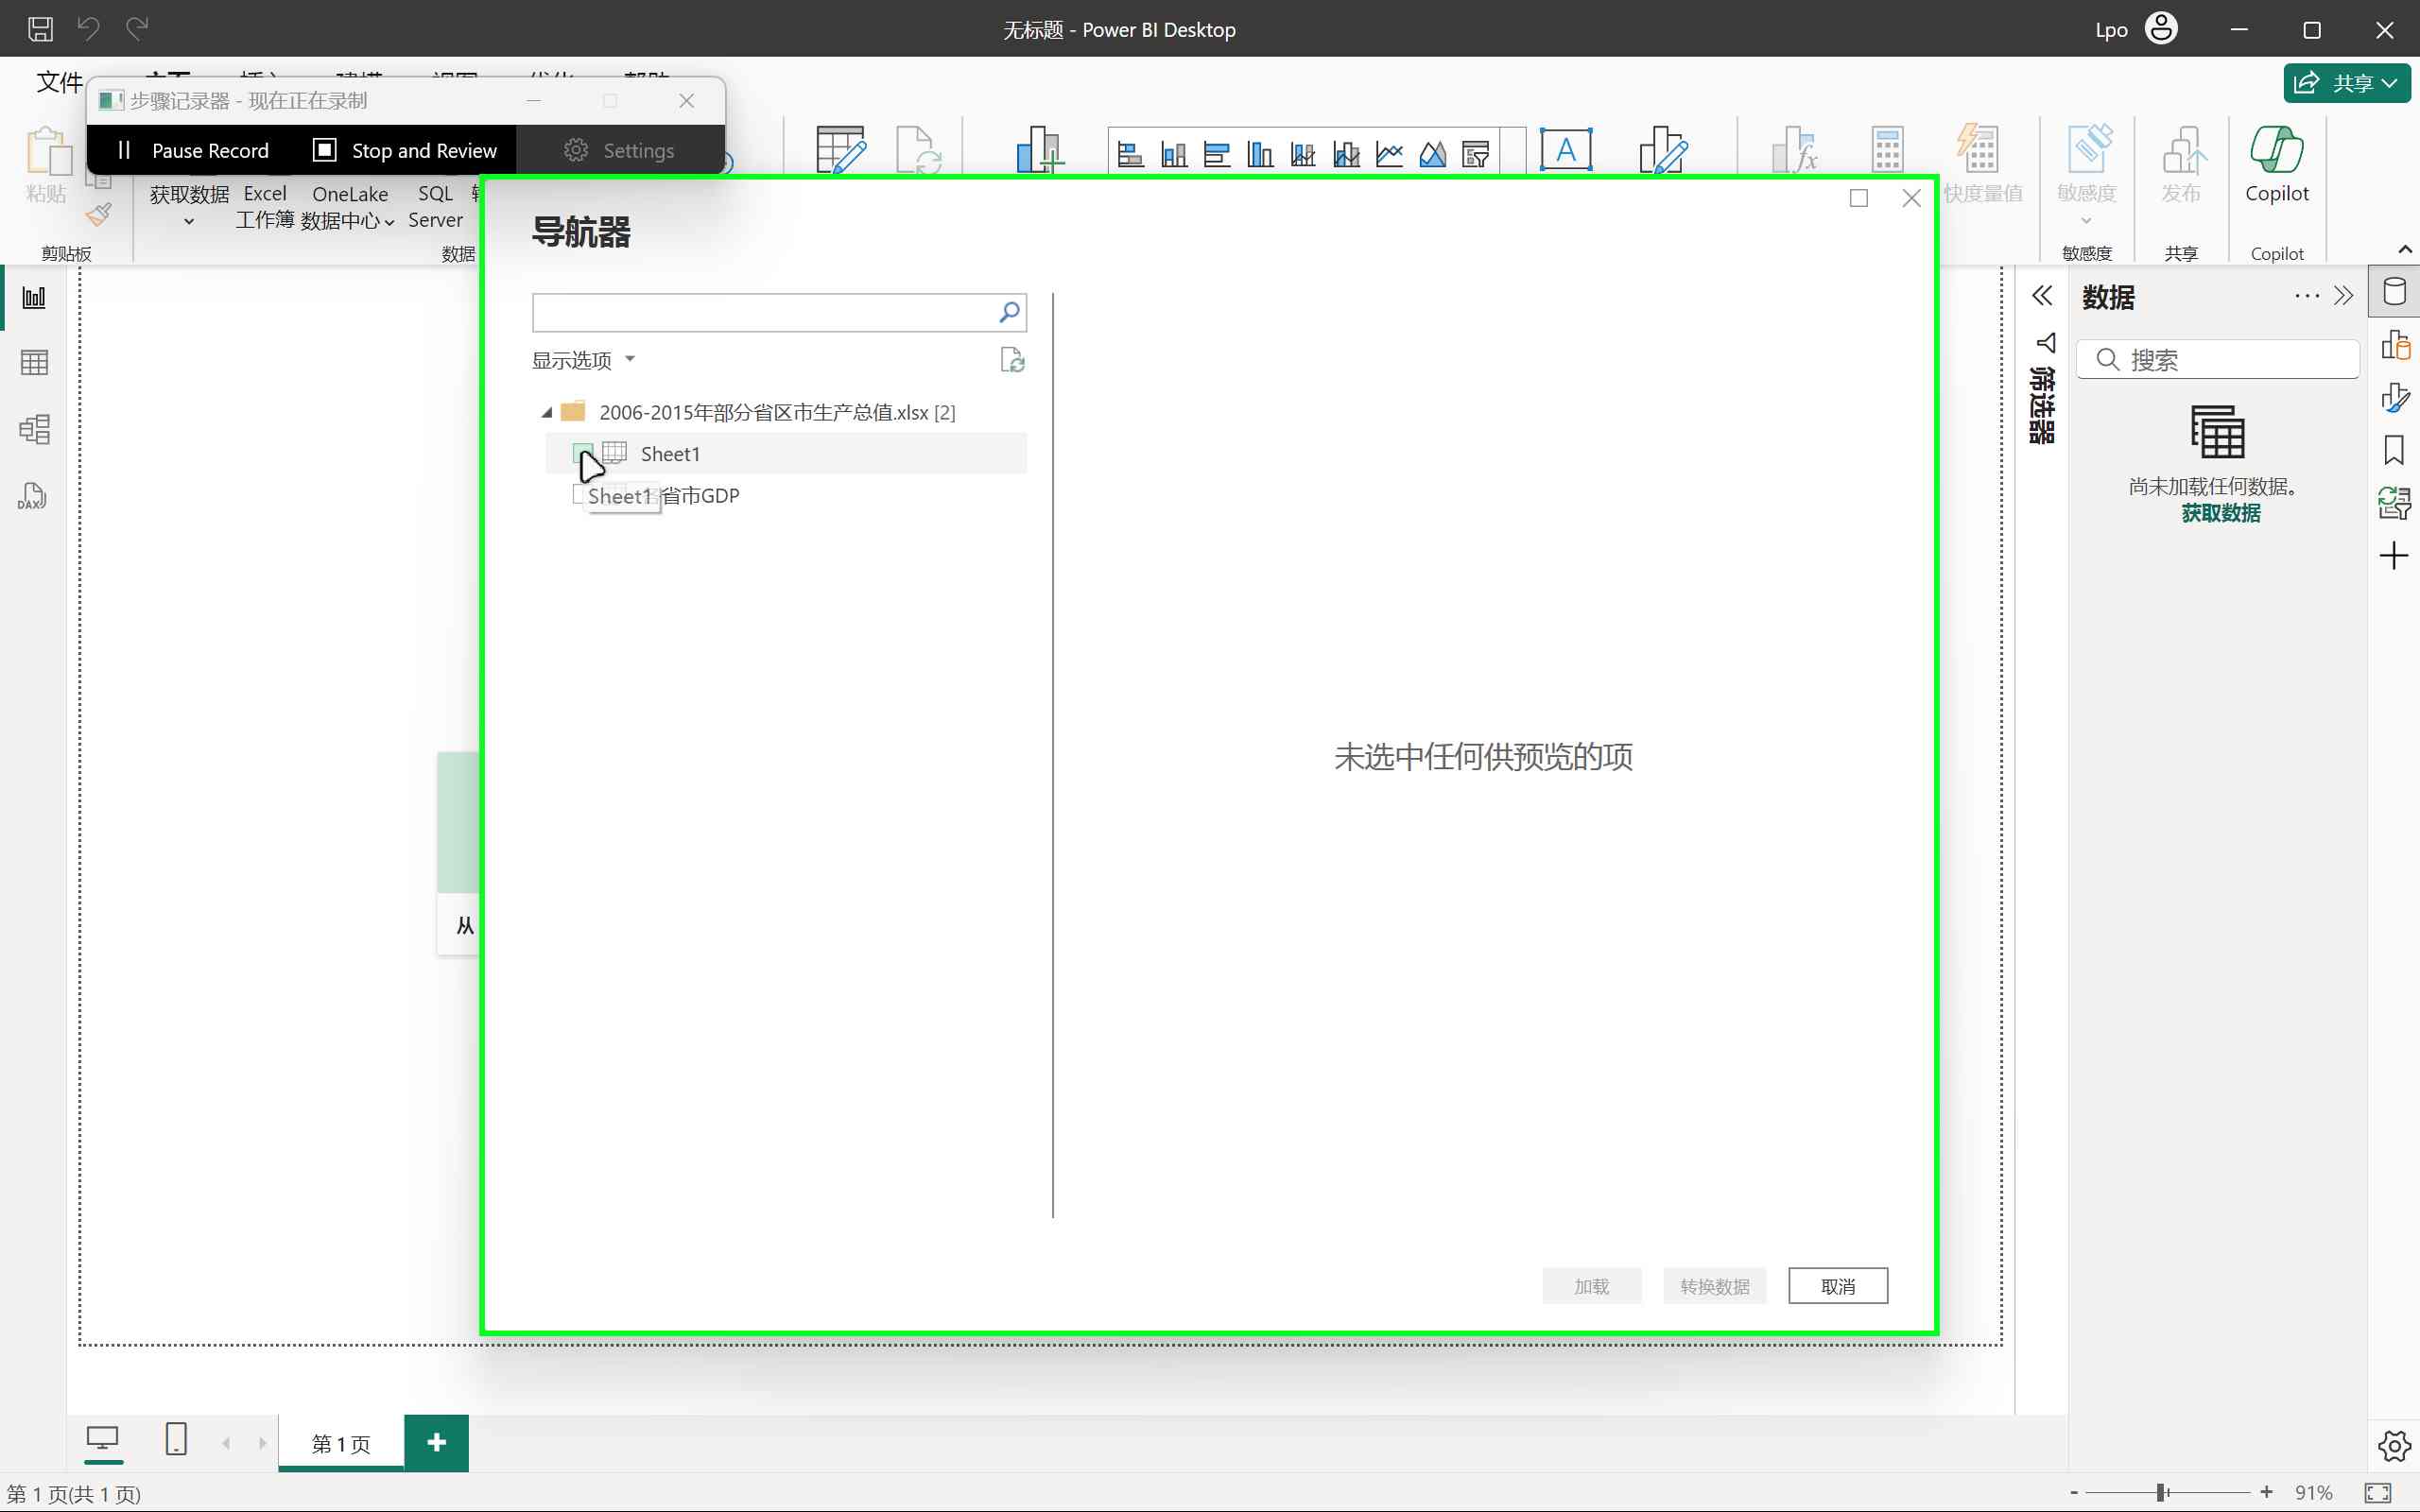 无标题 - Power BI Desktop
Lpo
文件
共享
步骤记录器 - 现在正在录制
Pause Record
Stop and Review
Settings
粘贴
获取数据
Excel
工作簿
OneLake
数据中心
SQL
Server
快度量值
敏感度
发布
Copilot
剪贴板
数据
敏感度
共享
Copilot
导航器
显示选项
2006-2015年部分省区市生产总值.xlsx [2]
Sheet1
Sheet1
省市GDP
未选中任何供预览的项
加载
转换数据
取消
从
筛选器
数据
搜索
尚未加载任何数据。
获取数据
DAX
第 1 页
第 1 页(共 1 页)
91%